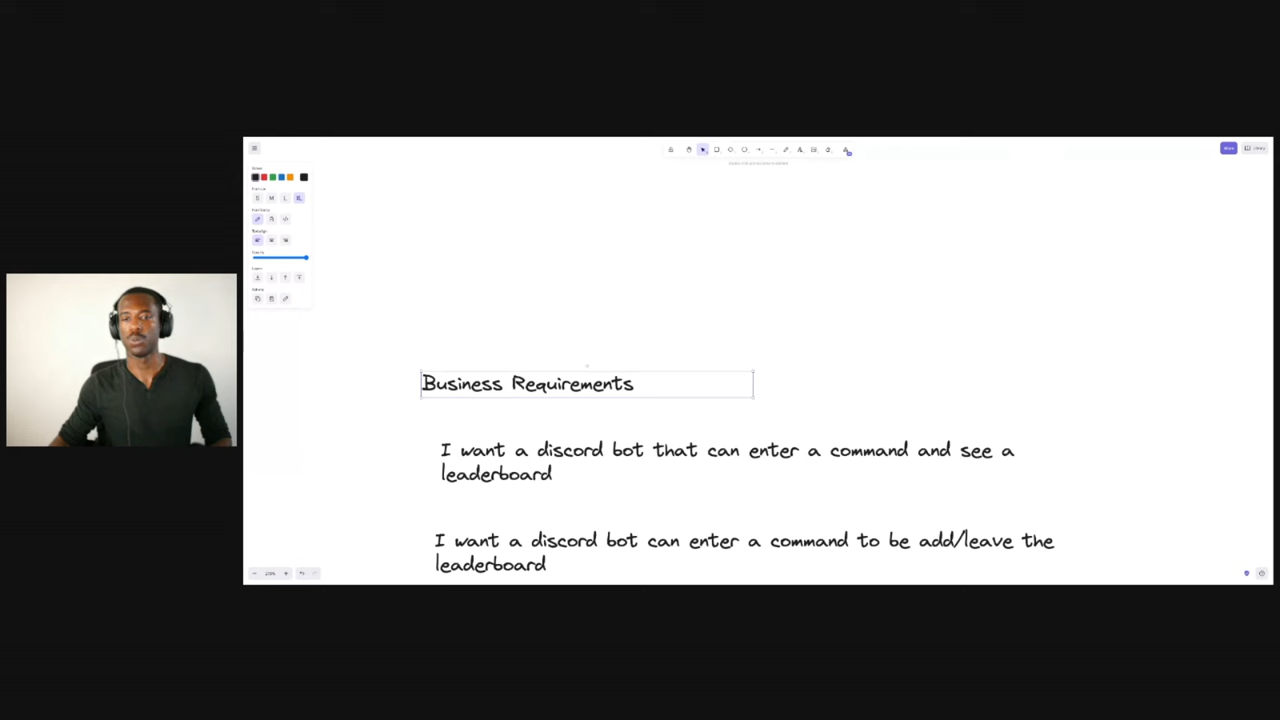 Business Requirements
I want a discord bot that can enter a command and see a
leaderboard
I want a discord bot can enter a command to be add/leave the
leaderboard